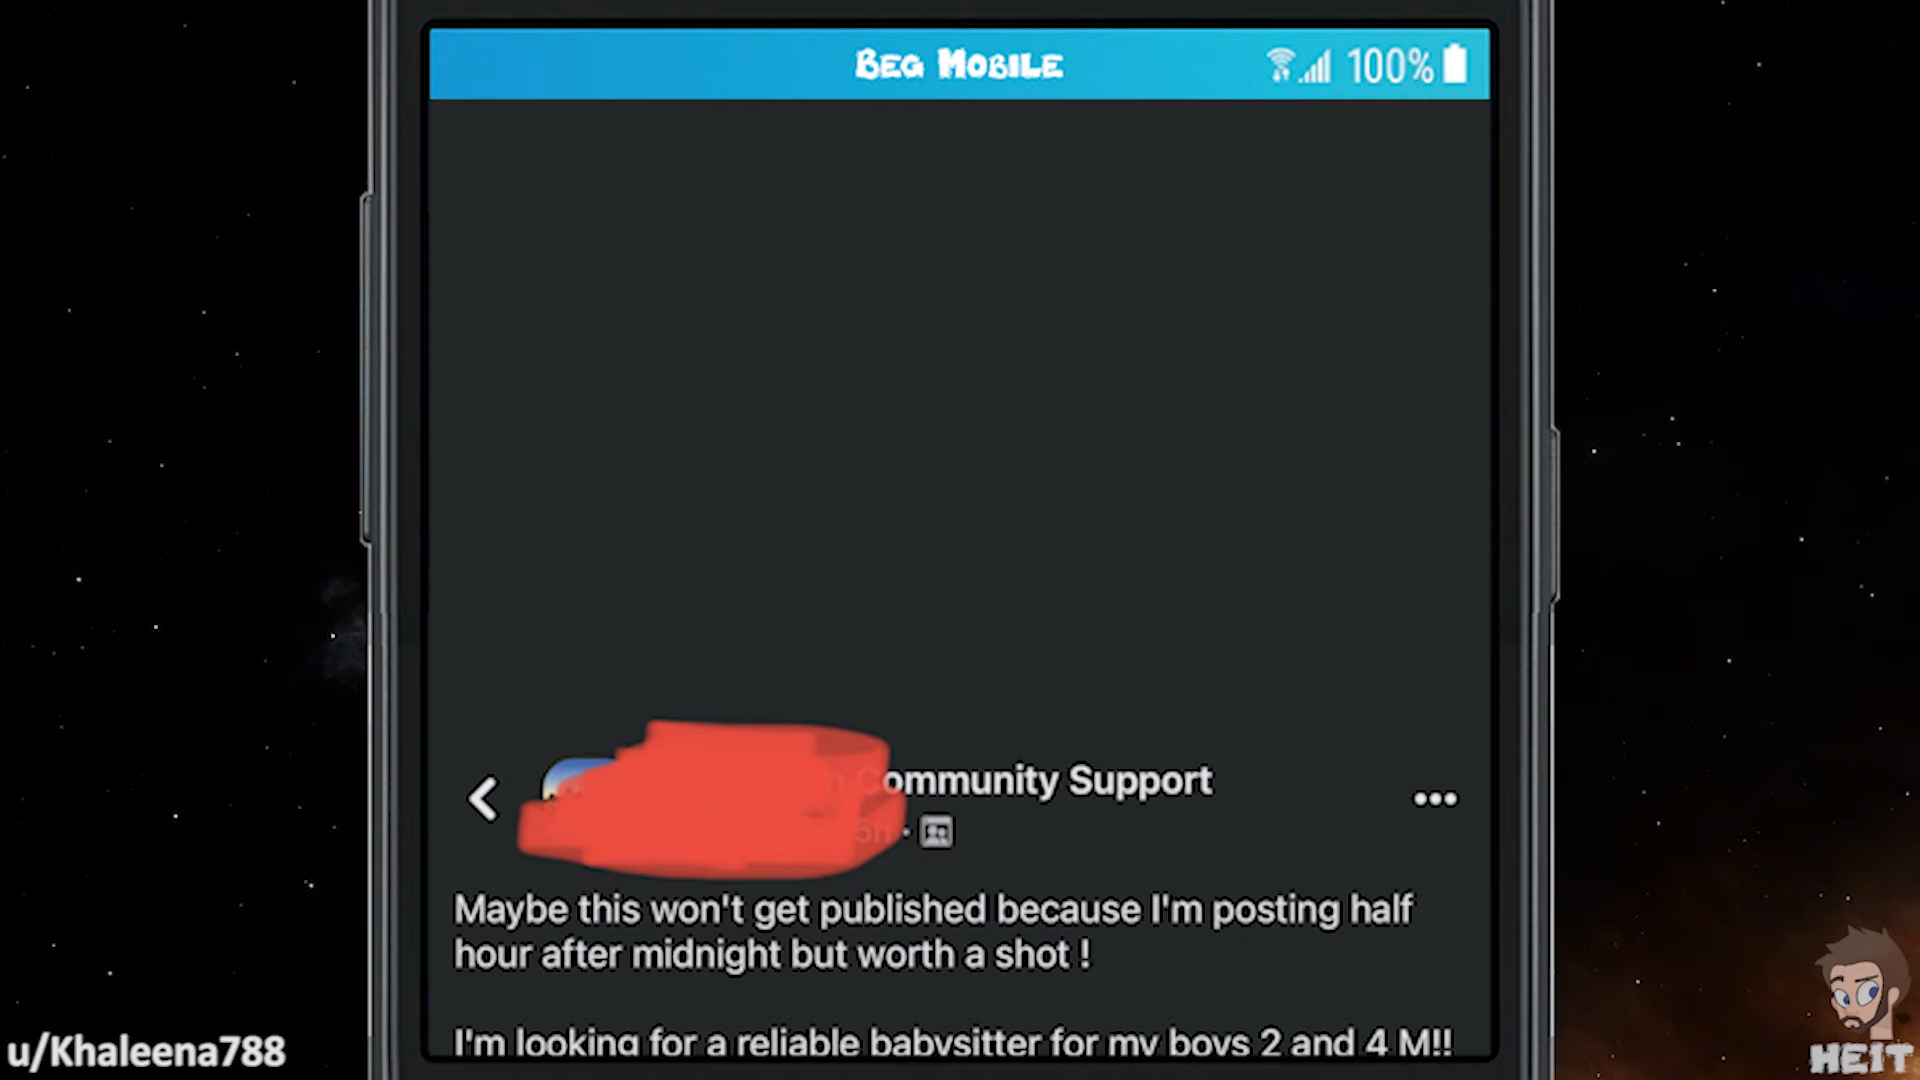 Beg Mobile
100%
Community Support
Maybe this won't get published because I'm posting half
hour after midnight but worth a shot !
I'm looking for a reliable babysitter for my boys 2 and 4 M!!
u/Khaleena788
HEIT